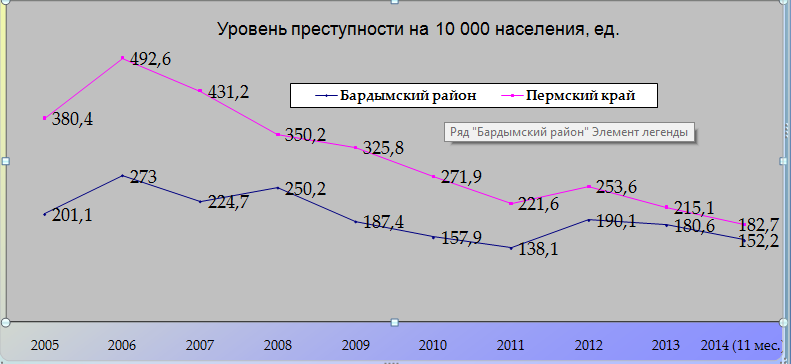 Уровень преступности на 10 000 населения, ед.
Бардымский район Пермский край
Ряд "Бардымский район" Элемент легенды
380,4 492,6 431,2 350,2 325,8 271,9 221,6 253,6 215,1 182,7
201,1 273 224,7 250,2 187,4 157,9 138,1 190,1 180,6 152,2
2005 2006 2007 2008 2009 2010 2011 2012 2013 2014 (11 мес.)